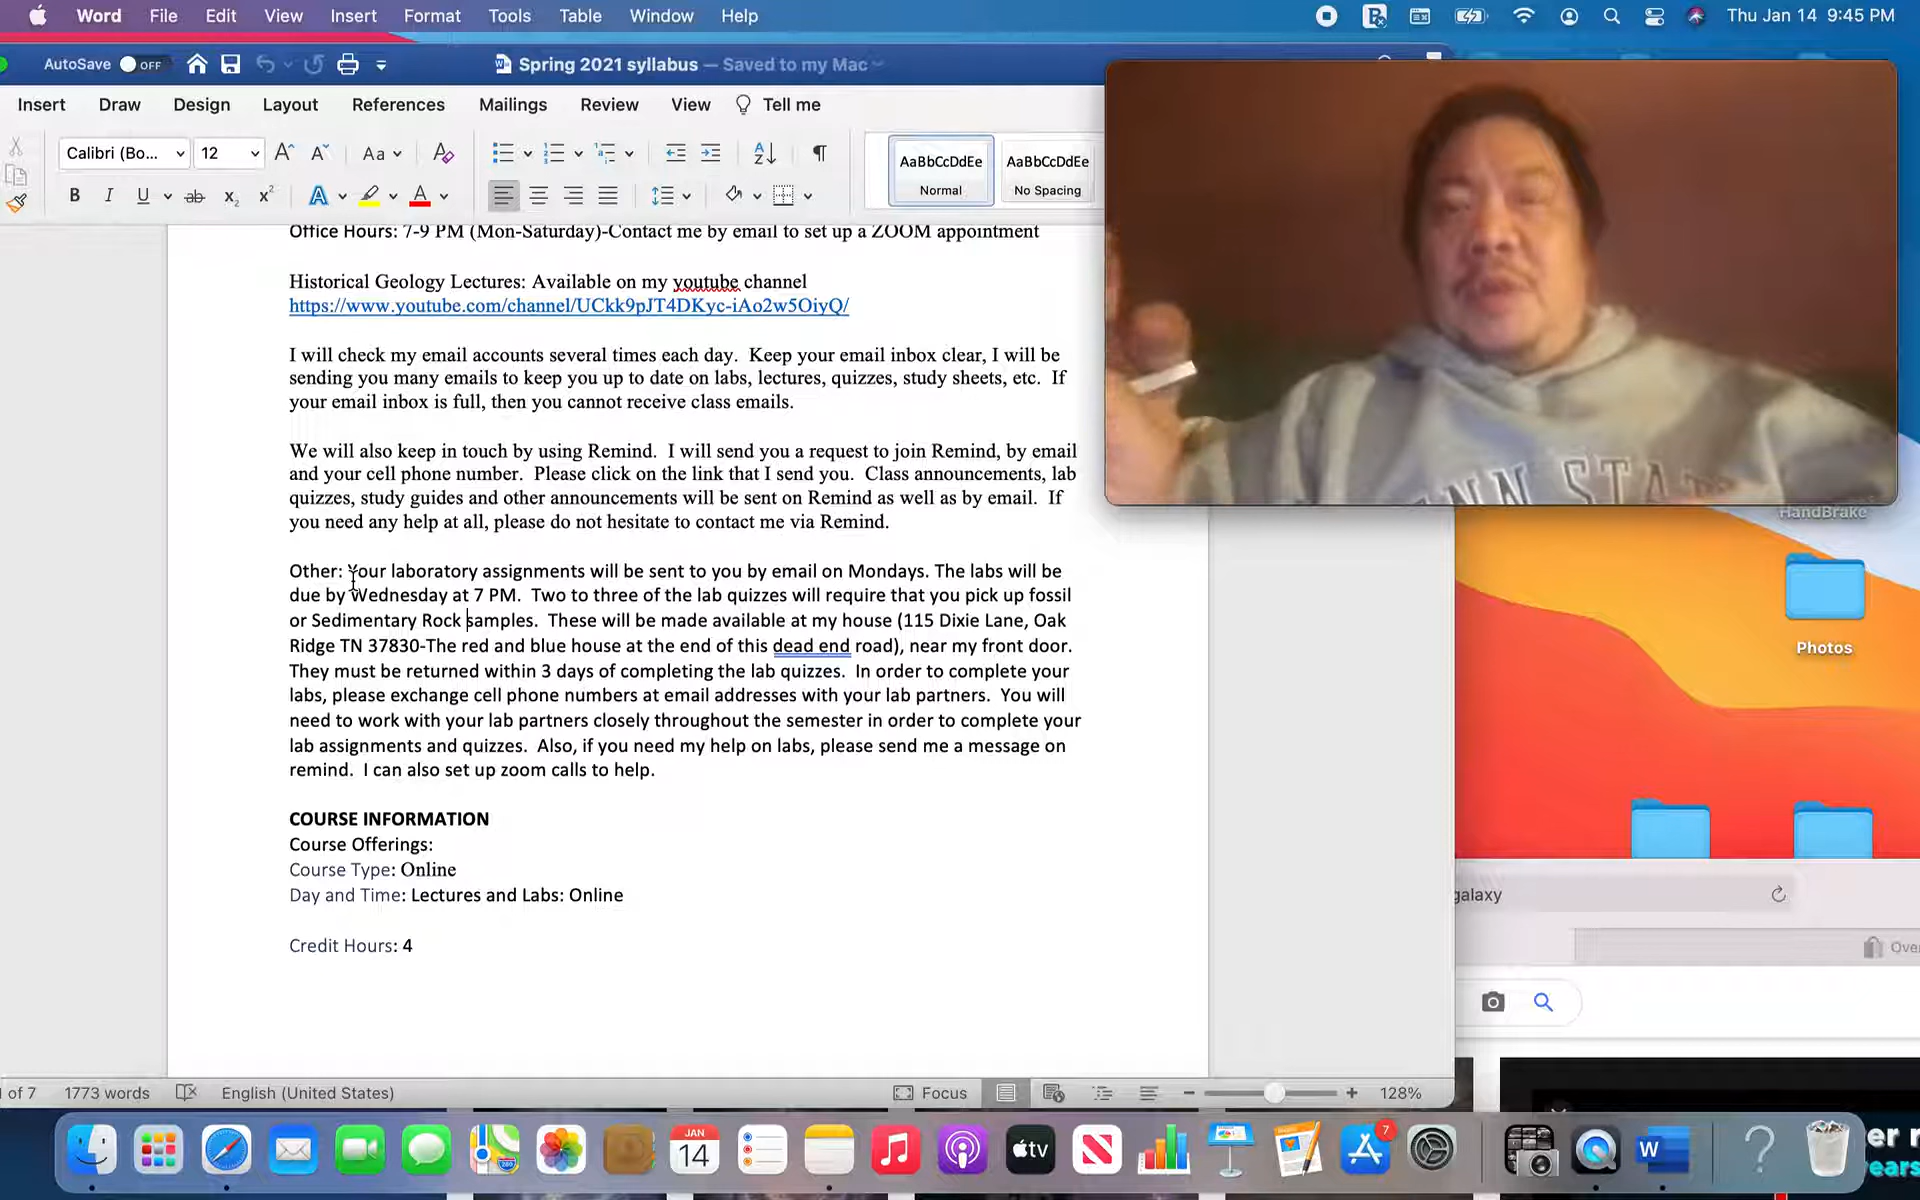 Word File Edit View Insert Format Tools Table Window Help Thu Jan 14 9:45 PM
AutoSave OFF Spring 2021 syllabus — Saved to my Mac
Insert Draw Design Layout References Mailings Review View Tell me
Calibri (Bo... 12 Aa AaBbCcDdEe AaBbCcDdEe
B I U ab x₂ x² A A Normal No Spacing
Office Hours: 7-9 PM (Mon-Saturday)-Contact me by email to set up a ZOOM appointment
Historical Geology Lectures: Available on my youtube channel
https://www.youtube.com/channel/UCkk9pJT4DKyc-iAo2w5OiyQ/
I will check my email accounts several times each day. Keep your email inbox clear, I will be
sending you many emails to keep you up to date on labs, lectures, quizzes, study sheets, etc. If
your email inbox is full, then you cannot receive class emails.
We will also keep in touch by using Remind. I will send you a request to join Remind, by email
and your cell phone number. Please click on the link that I send you. Class announcements, lab
quizzes, study guides and other announcements will be sent on Remind as well as by email. If
you need any help at all, please do not hesitate to contact me via Remind.
Other: Your laboratory assignments will be sent to you by email on Mondays. The labs will be
due by Wednesday at 7 PM. Two to three of the lab quizzes will require that you pick up fossil
or Sedimentary Rock samples. These will be made available at my house (115 Dixie Lane, Oak
Ridge TN 37830-The red and blue house at the end of this dead end road), near my front door.
They must be returned within 3 days of completing the lab quizzes. In order to complete your
labs, please exchange cell phone numbers at email addresses with your lab partners. You will
need to work with your lab partners closely throughout the semester in order to complete your
lab assignments and quizzes. Also, if you need my help on labs, please send me a message on
remind. I can also set up zoom calls to help.
COURSE INFORMATION
Course Offerings:
Course Type: Online
Day and Time: Lectures and Labs: Online
Credit Hours: 4
HandBrake
Photos
galaxy
Over
of 7 1773 words English (United States) Focus 128%
JAN
14
tv
7
W
er
ears